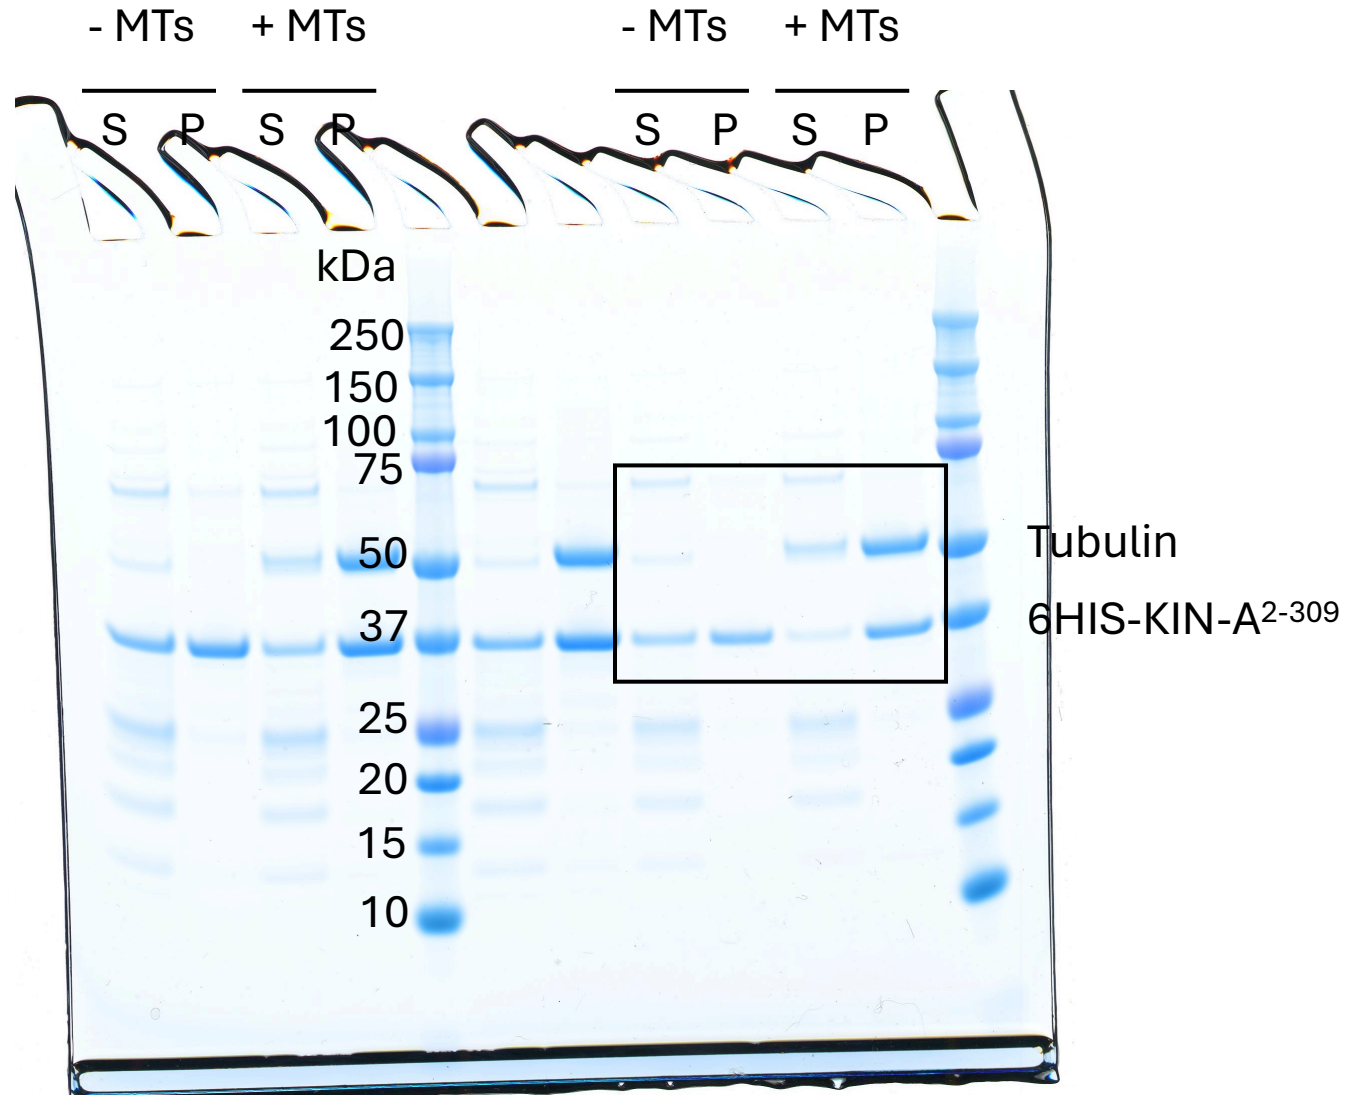 - MTs + MTs - MTs + MTs
S P S P S P S P
kDa
250
150
100
75
50
37
25
20
15
10
Tubulin
6HIS-KIN-A²⁻³⁰⁹